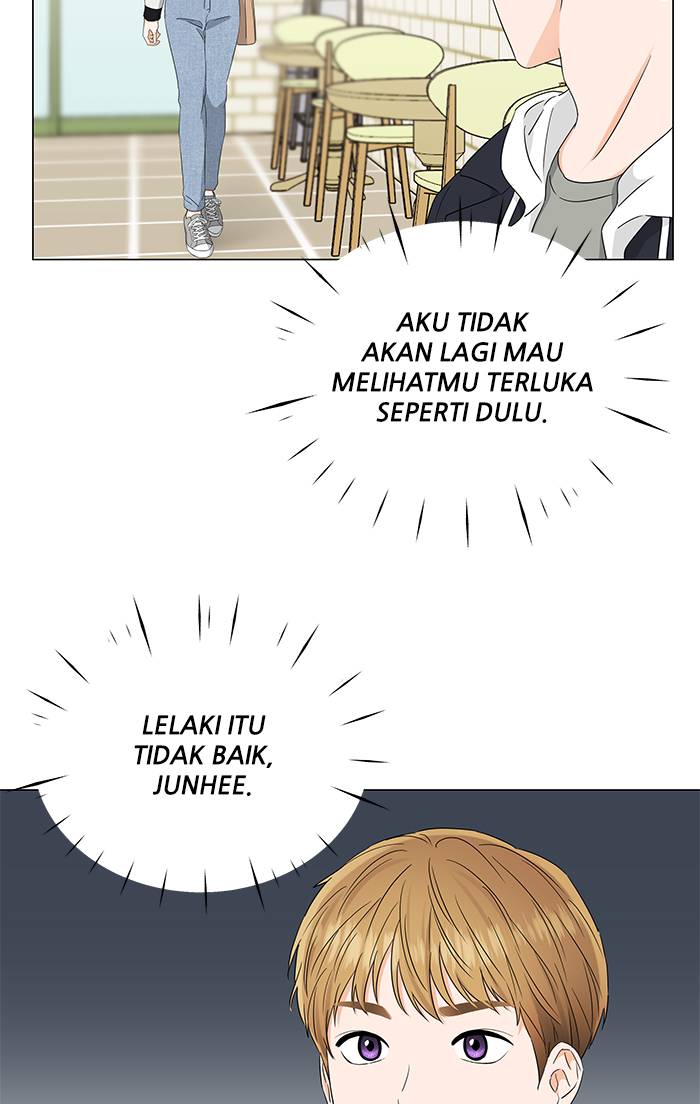 AKU TIDAK
AKAN LAGI MAU
MELIHATMU TERLUKA
SEPERTI DULU.
LELAKI ITU
TIDAK BAIK,
JUNHEE.